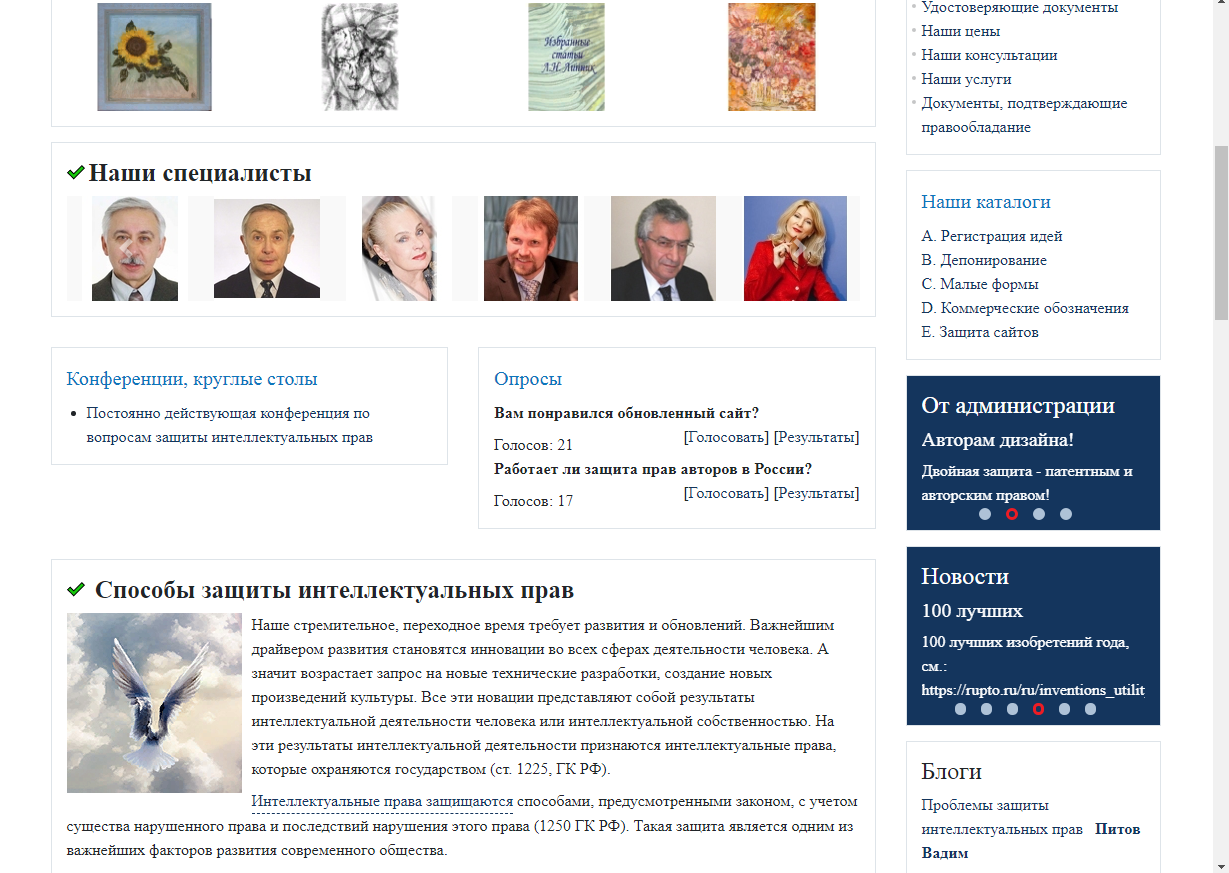 Избранные
статьи
Л.Н. Липник
Наши специалисты
Конференции, круглые столы
Постоянно действующая конференция по
вопросам защиты интеллектуальных прав
Опросы
Вам понравился обновленный сайт?
Голосов: 21 [Голосовать] [Результаты]
Работает ли защита прав авторов в России?
Голосов: 17 [Голосовать] [Результаты]
Способы защиты интеллектуальных прав
Наше стремительное, переходное время требует развития и обновлений. Важнейшим
драйвером развития становятся инновации во всех сферах деятельности человека. А
значит возрастает запрос на новые технические разработки, создание новых
произведений культуры. Все эти новации представляют собой результаты
интеллектуальной деятельности человека или интеллектуальной собственностью. На
эти результаты интеллектуальной деятельности признаются интеллектуальные права,
которые охраняются государством (ст. 1225, ГК РФ).
Интеллектуальные права защищаются способами, предусмотренными законом, с учетом
существа нарушенного права и последствий нарушения этого права (1250 ГК РФ). Такая защита является одним из
важнейших факторов развития современного общества.
Удостоверяющие документы
Наши цены
Наши консультации
Наши услуги
Документы, подтверждающие
правообладание
Наши каталоги
A. Регистрация идей
B. Депонирование
C. Малые формы
D. Коммерческие обозначения
E. Защита сайтов
От администрации
Авторам дизайна!
Двойная защита - патентным и
авторским правом!
Новости
100 лучших
100 лучших изобретений года,
см.:
https://rupto.ru/ru/inventions_utilit
Блоги
Проблемы защиты
интеллектуальных прав Питов
Вадим